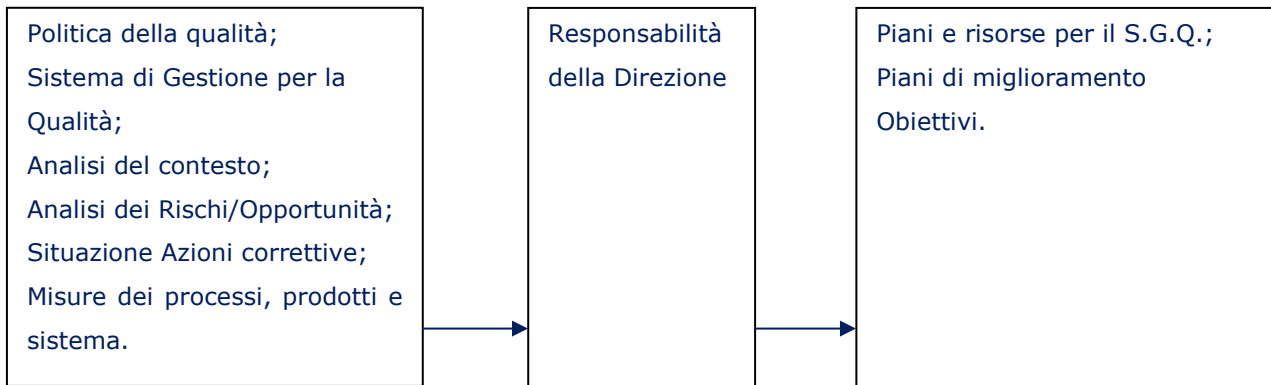 Politica della qualità;
Sistema di Gestione per la
Qualità;
Analisi del contesto;
Analisi dei Rischi/Opportunità;
Situazione Azioni correttive;
Misure dei processi, prodotti e
sistema.
Responsabilità
della Direzione
Piani e risorse per il S.G.Q.;
Piani di miglioramento
Obiettivi.